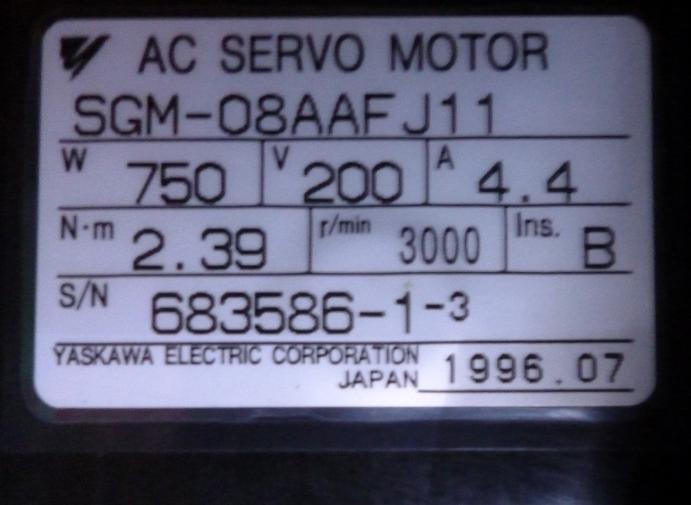 AC SERVO MOTOR
SGM-08AAFJ11
W 750 V 200 A 4.4
N·m 2.39 r/min 3000 Ins. B
S/N 683586-1-3
YASKAWA ELECTRIC CORPORATION
JAPAN 1996.07